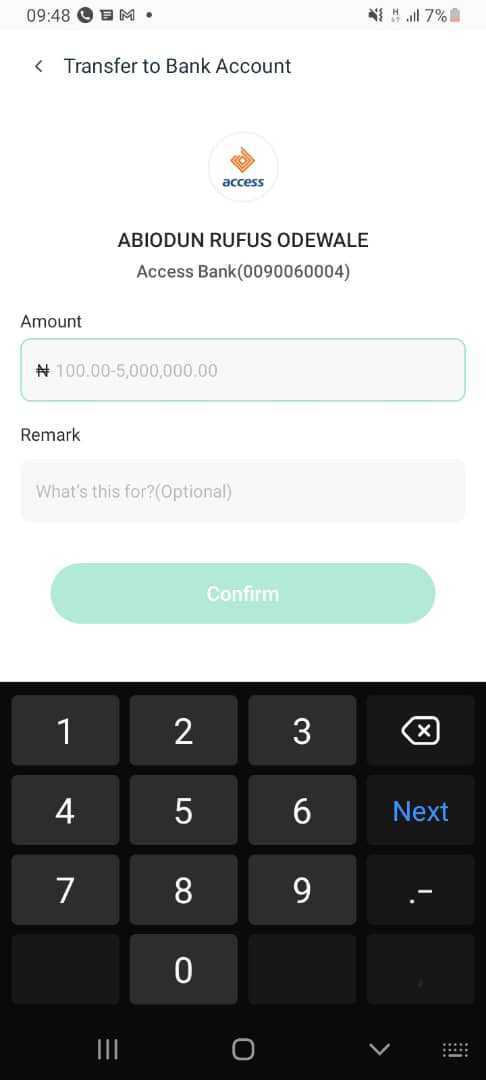 09:48 7%
Transfer to Bank Account
access
ABIODUN RUFUS ODEWALE
Access Bank(0090060004)
Amount
₦ 100.00-5,000,000.00
Remark
What's this for?(Optional)
Confirm
1 2 3
4 5 6 Next
7 8 9 .-
0 ,